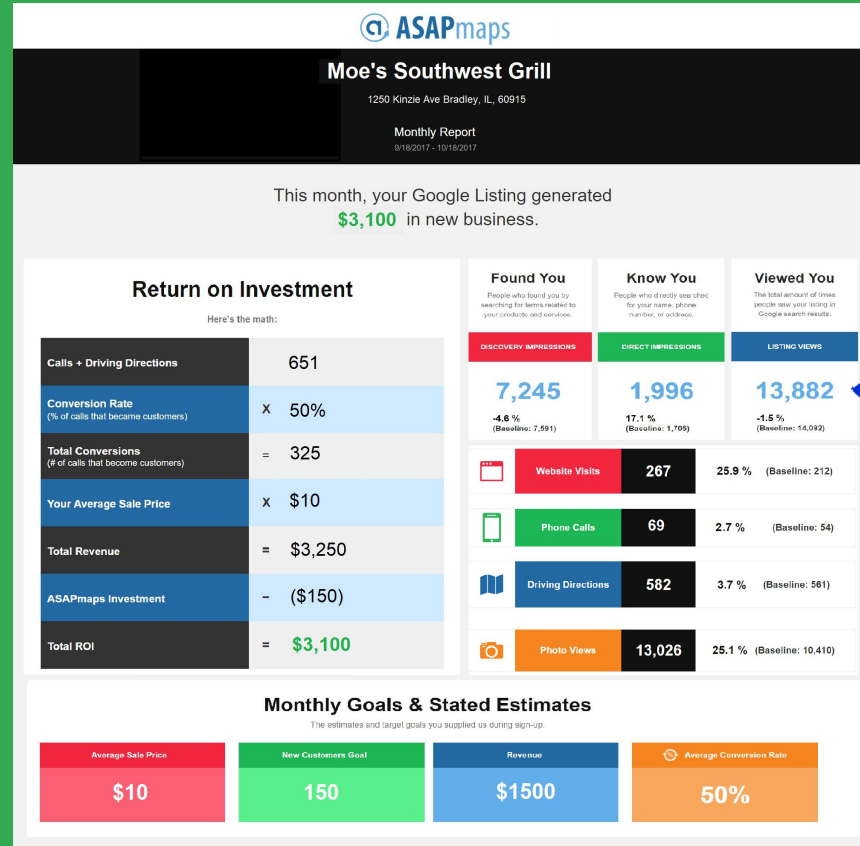 ASAPmaps
Moe's Southwest Grill
1250 Kinzie Ave Bradley, IL, 60915
Monthly Report
9/18/2017 - 10/18/2017
This month, your Google Listing generated
$3,100 in new business.
Return on Investment
Here's the math:
Calls + Driving Directions 651
Conversion Rate
(% of calls that became customers) x 50%
Total Conversions
(# of calls that become customers) = 325
Your Average Sale Price x $10
Total Revenue = $3,250
ASAPmaps Investment – ($150)
Total ROI = $3,100
Found You
People who found you by
searching for terms related to
your products and services.
DISCOVERY IMPRESSIONS
7,245
-4.6 %
(Baseline: 7,591)
Know You
People who directly searched
for your name, phone
number, or address.
DIRECT IMPRESSIONS
1,996
17.1 %
(Baseline: 1,705)
Viewed You
The total amount of times
people saw your listing in
Google search results.
LISTING VIEWS
13,882
-1.5 %
(Baseline: 14,092)
Website Visits 267 25.9 % (Baseline: 212)
Phone Calls 69 2.7 % (Baseline: 54)
Driving Directions 582 3.7 % (Baseline: 561)
Photo Views 13,026 25.1 % (Baseline: 10,410)
Monthly Goals & Stated Estimates
The estimates and target goals you supplied us during sign-up.
Average Sale Price
$10
New Customers Goal
150
Revenue
$1500
Average Conversion Rate
50%